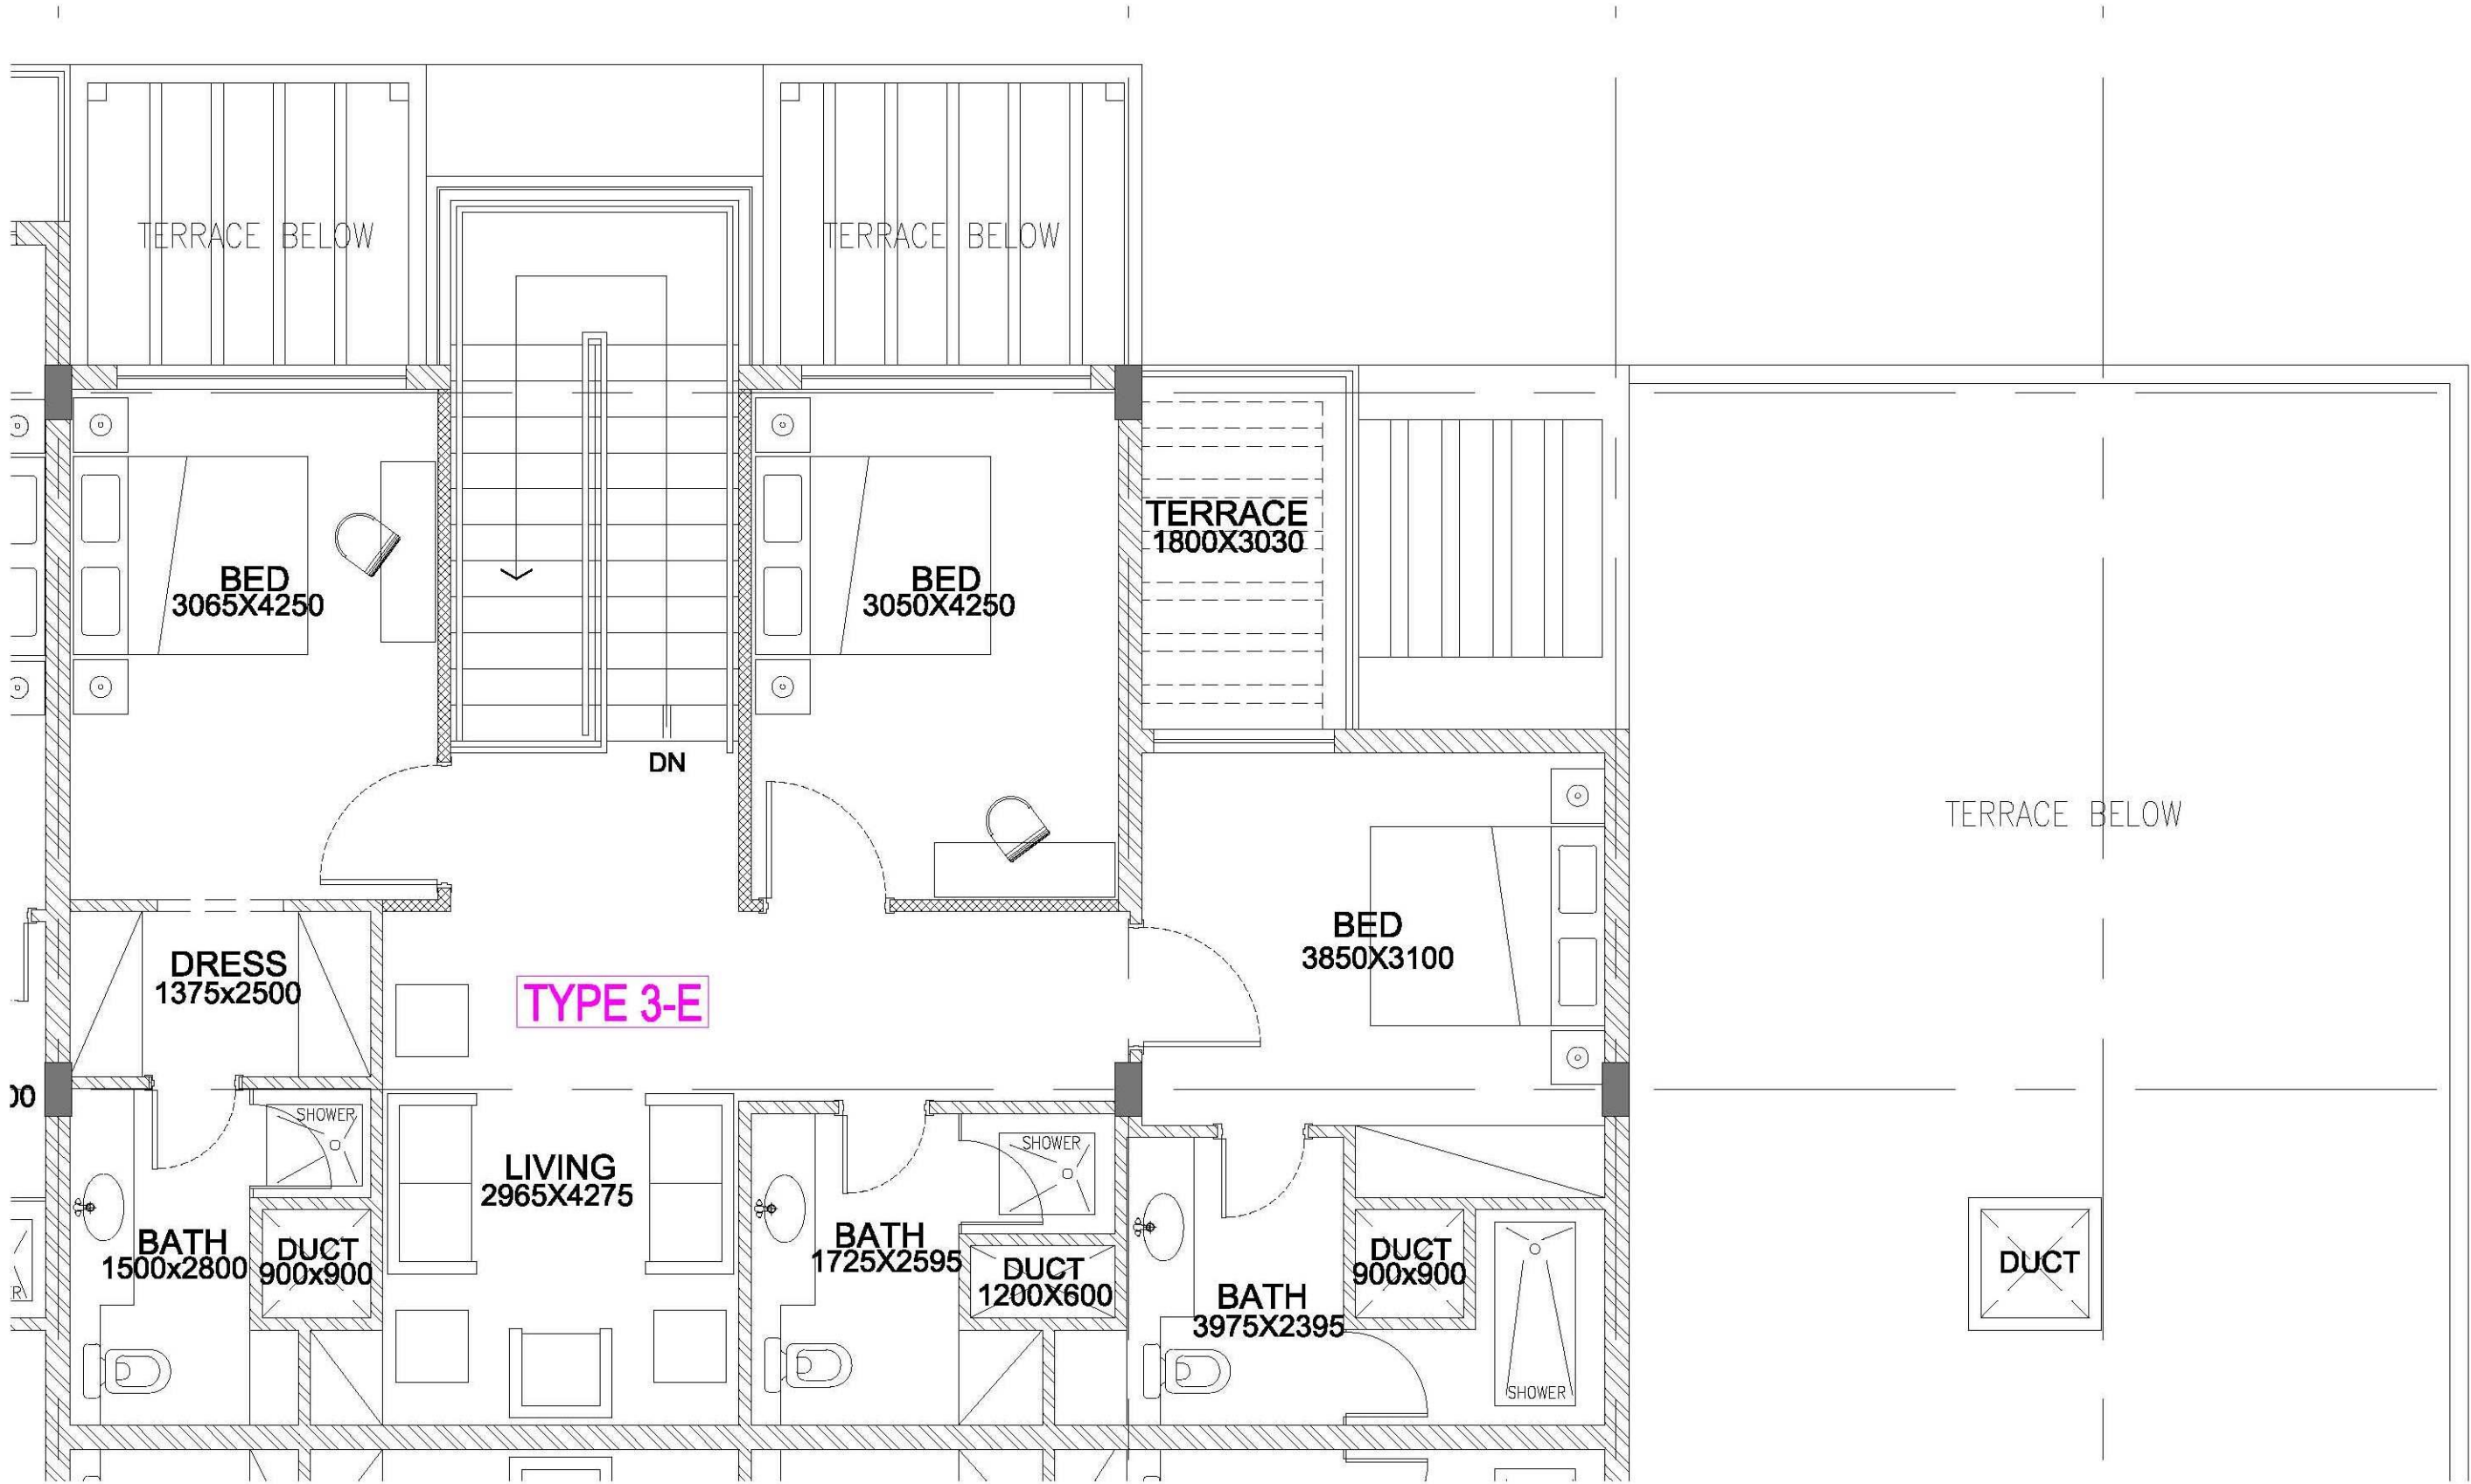 TERRACE BELOW
TERRACE BELOW
TERRACE
1800X3030
BED
3065X4250
BED
3050X4250
DN
TERRACE BELOW
BED
3850X3100
DRESS
1375x2500
TYPE 3-E
00
SHOWER
SHOWER
LIVING
2965X4275
BATH
1500x2800
DUCT
900x900
BATH
1725X2595
DUCT
1200X600
DUCT
900x900
DUCT
BATH
3975X2395
SHOWER